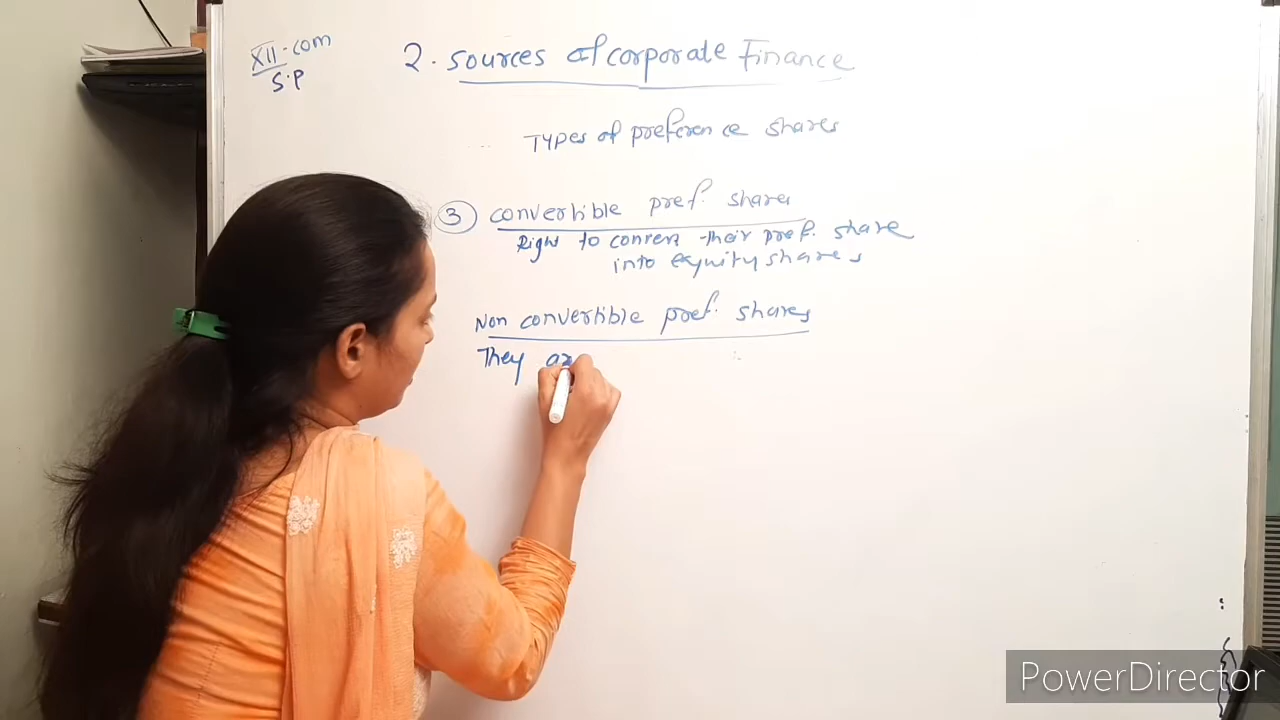 XII-com
S.P
2. Sources of corporate Finance
Types of preference shares
3 convertible pref. shares
Right to convert their pref. share
into equity shares
Non convertible pref. shares
They ar
PowerDirector